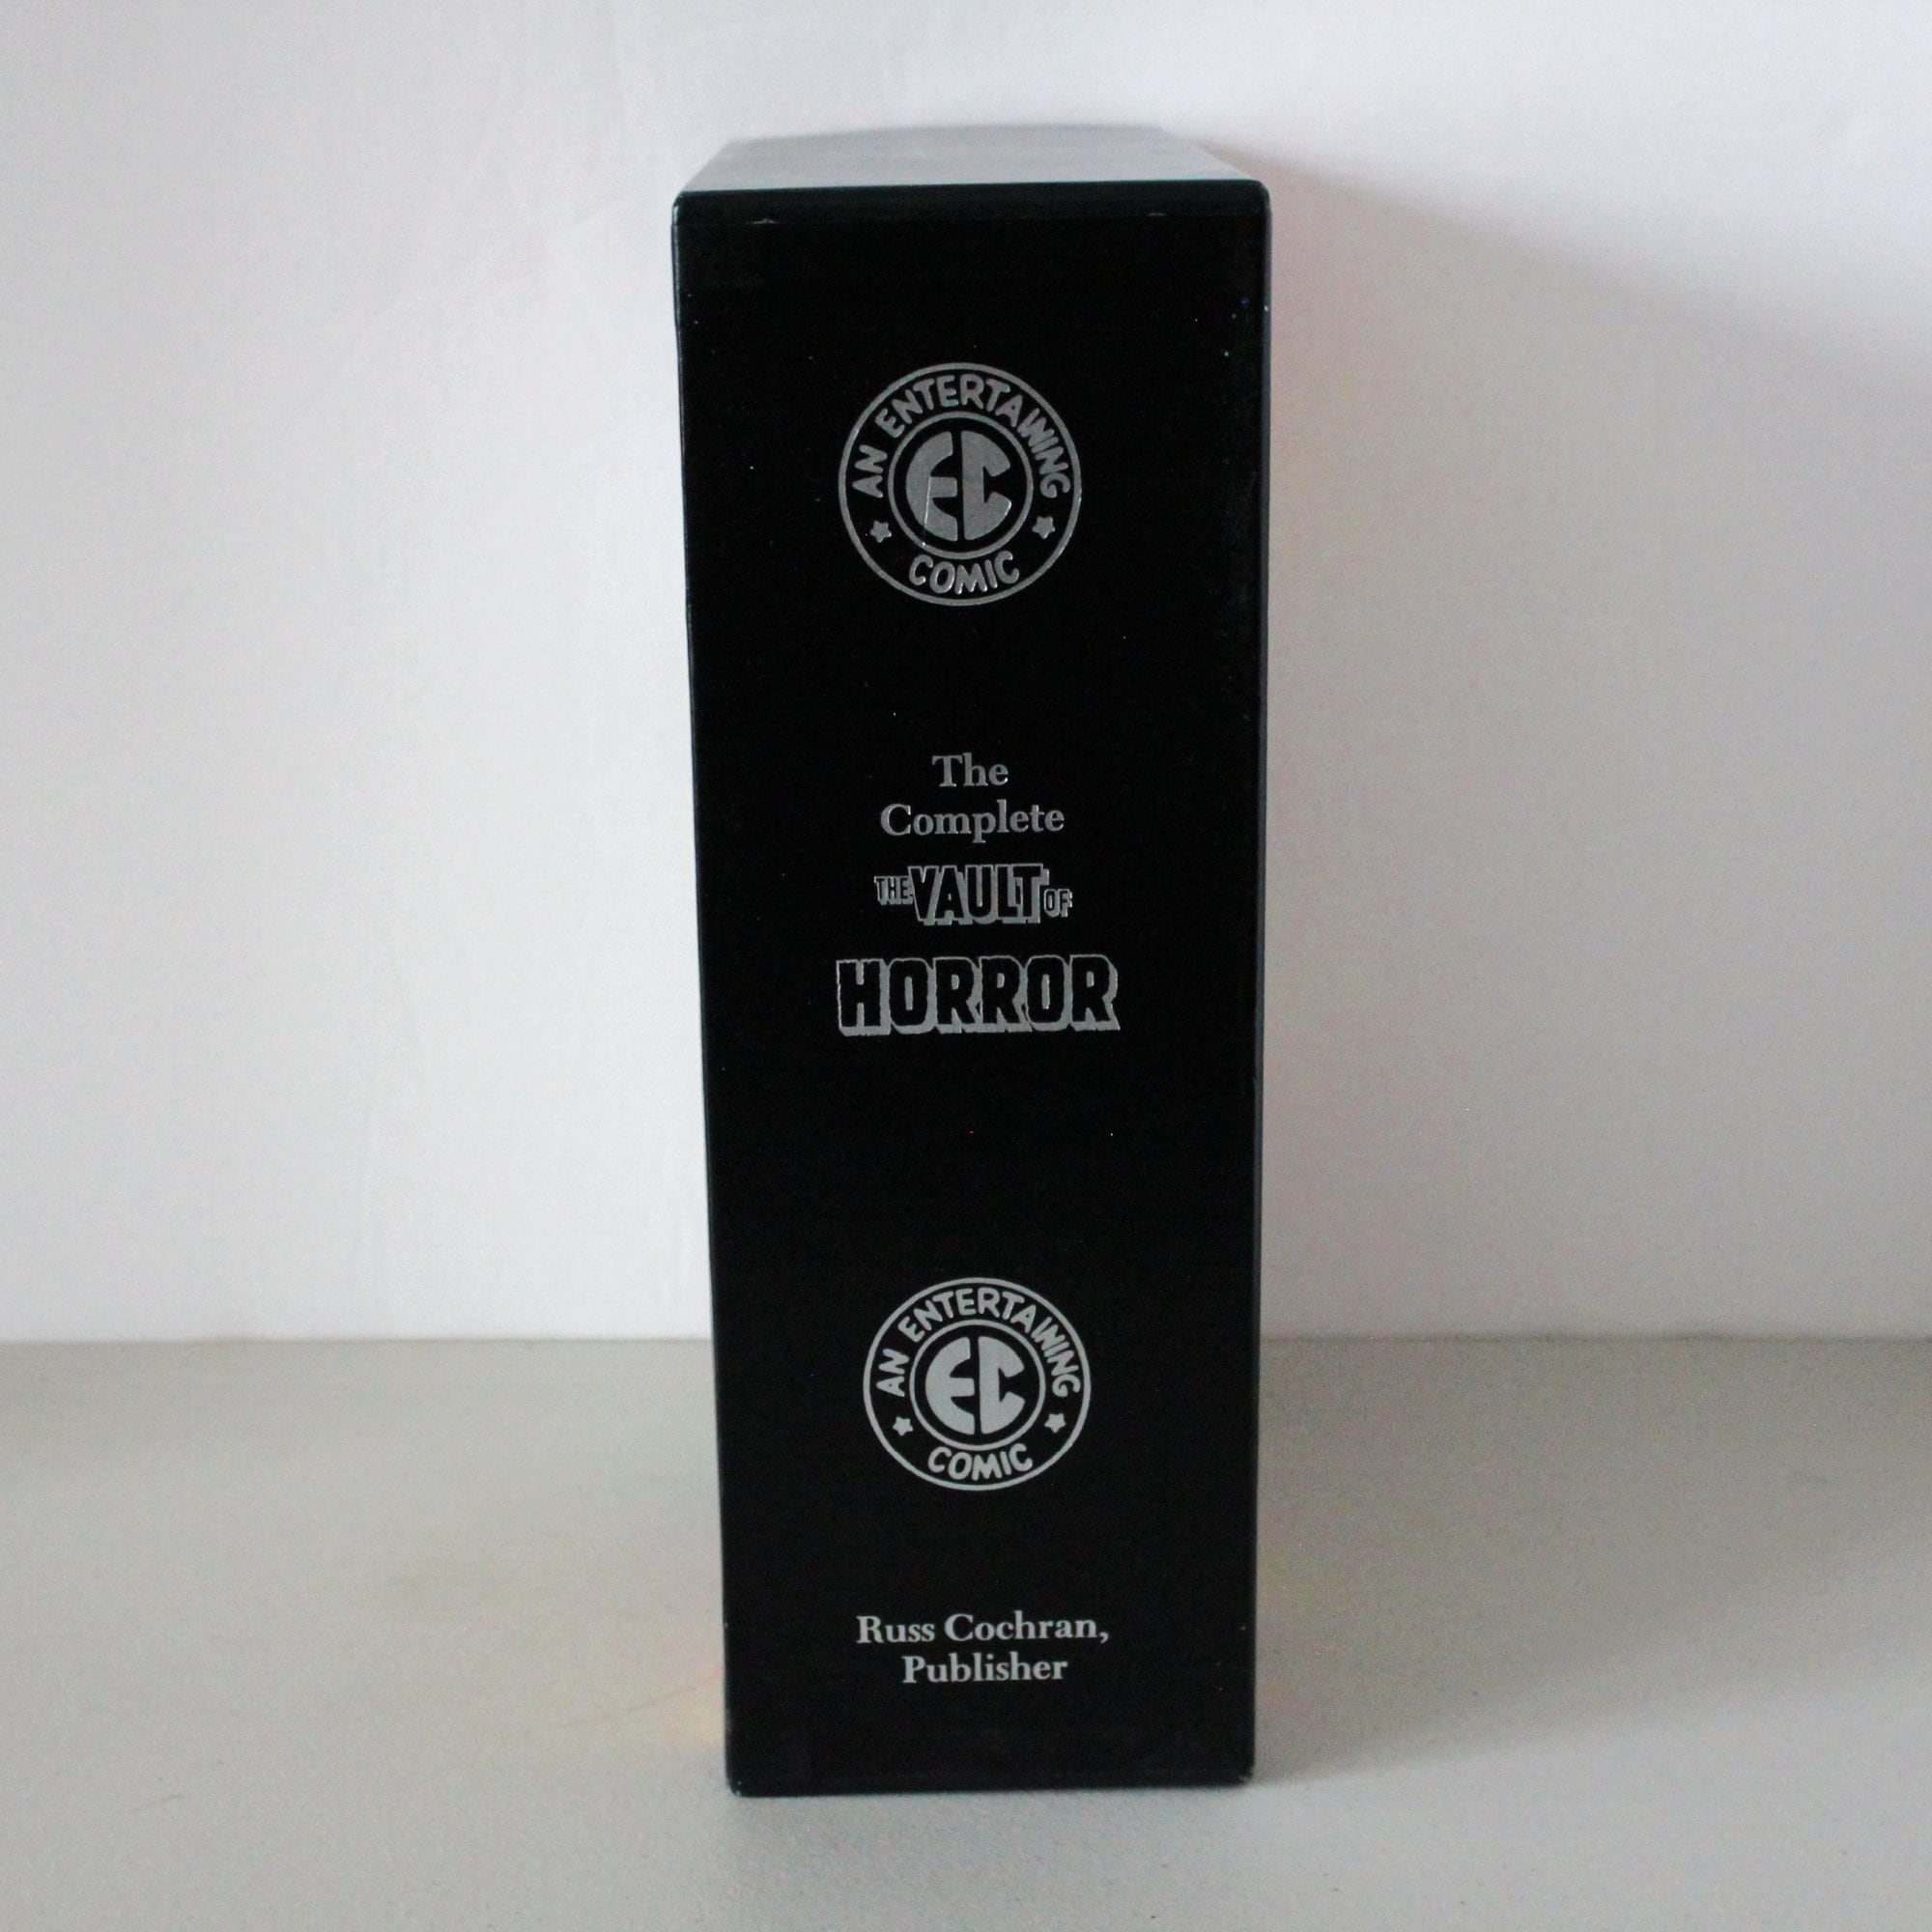 AN ENTERTAINING
EC
COMIC
The
Complete
THE VAULT OF
HORROR
AN ENTERTAINING
EC
COMIC
Russ Cochran,
Publisher